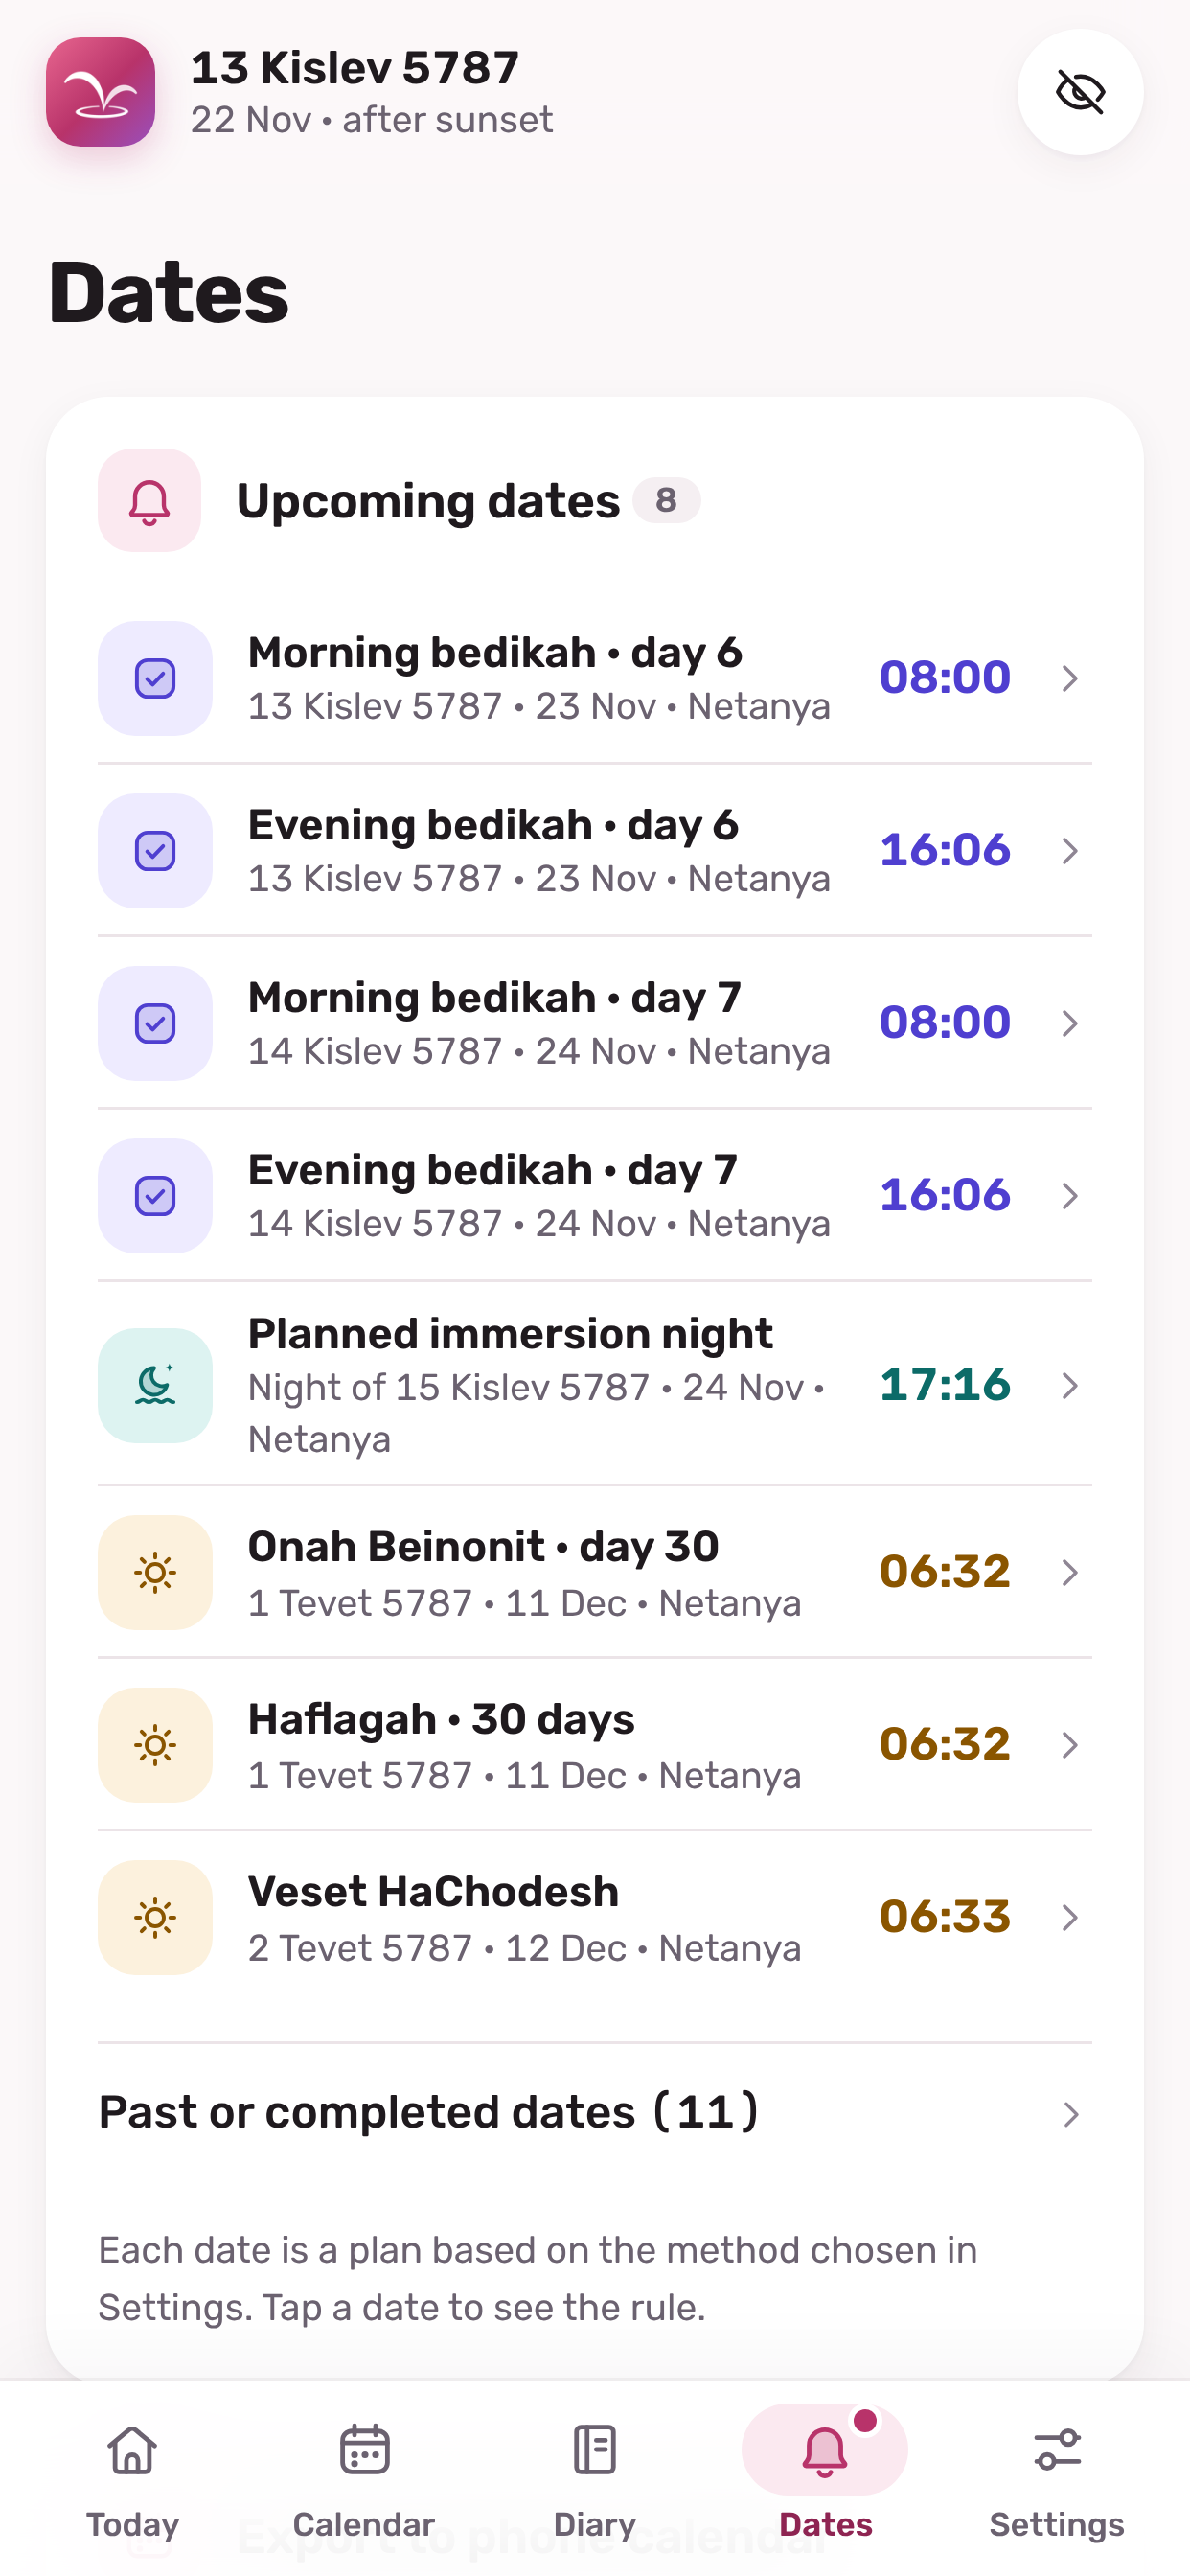 13 Kislev 5787
22 Nov • after sunset
Dates
Upcoming dates 8
Morning bedikah • day 6
13 Kislev 5787 • 23 Nov • Netanya
08:00
Evening bedikah • day 6
13 Kislev 5787 • 23 Nov • Netanya
16:06
Morning bedikah • day 7
14 Kislev 5787 • 24 Nov • Netanya
08:00
Evening bedikah • day 7
14 Kislev 5787 • 24 Nov • Netanya
16:06
Planned immersion night
Night of 15 Kislev 5787 • 24 Nov •
Netanya
17:16
Onah Beinonit • day 30
1 Tevet 5787 • 11 Dec • Netanya
06:32
Haflagah • 30 days
1 Tevet 5787 • 11 Dec • Netanya
06:32
Veset HaChodesh
2 Tevet 5787 • 12 Dec • Netanya
06:33
Past or completed dates (11)
Each date is a plan based on the method chosen in
Settings. Tap a date to see the rule.
Export to phone calendar
Today
Calendar
Diary
Dates
Settings